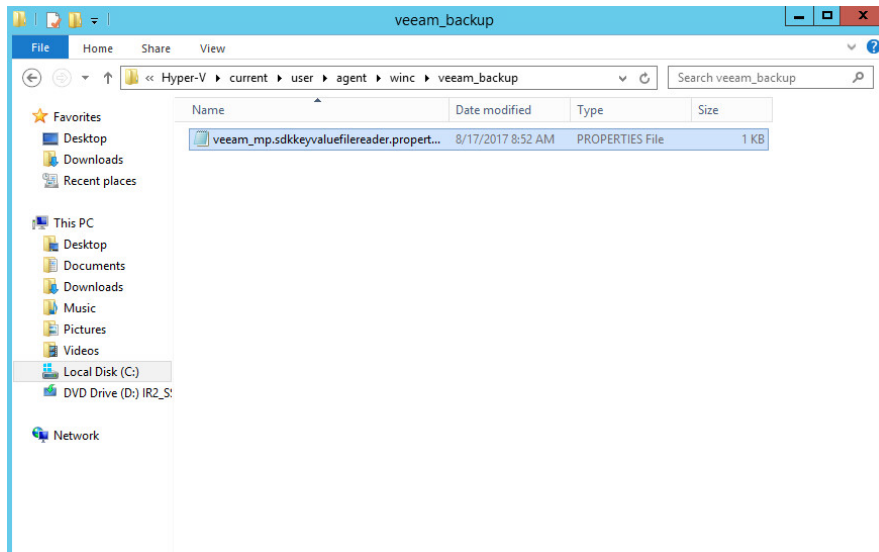 veeam_backup
File Home Share View
« Hyper-V current user agent winc veeam_backup Search veeam_backup
Name Date modified Type Size
veeam_mp.sdkkeyvaluefilereader.propert... 8/17/2017 8:52 AM PROPERTIES File 1 KB
Favorites
Desktop
Downloads
Recent places
This PC
Desktop
Documents
Downloads
Music
Pictures
Videos
Local Disk (C:)
DVD Drive (D:) IR2_S
Network